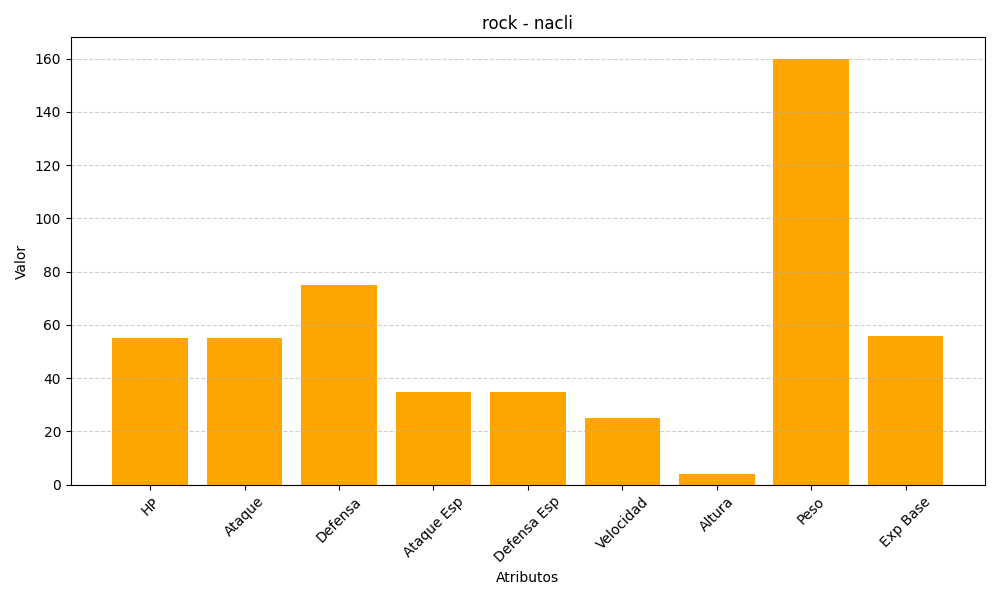 rock - nacli
Valor
160
140
120
100
80
60
40
20
0
HP
Ataque
Defensa
Ataque Esp
Defensa Esp
Velocidad
Altura
Peso
Exp Base
Atributos